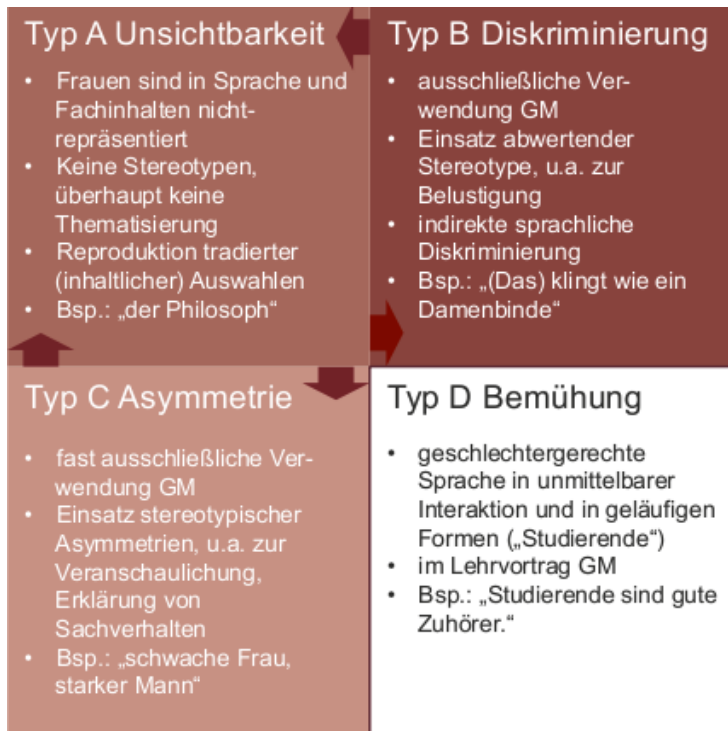 Typ A Unsichtbarkeit
• Frauen sind in Sprache und
Fachinhalten nicht-
repräsentiert
• Keine Stereotypen,
überhaupt keine
Thematisierung
• Reproduktion tradierter
(inhaltlicher) Auswahlen
• Bsp.: „der Philosoph“
Typ B Diskriminierung
• ausschließliche Ver-
wendung GM
• Einsatz abwertender
Stereotype, u.a. zur
Belustigung
• indirekte sprachliche
Diskriminierung
• Bsp.: „(Das) klingt wie ein
Damenbinde“
Typ C Asymmetrie
• fast ausschließliche Ver-
wendung GM
• Einsatz stereotypischer
Asymmetrien, u.a. zur
Veranschaulichung,
Erklärung von
Sachverhalten
• Bsp.: „schwache Frau,
starker Mann“
Typ D Bemühung
• geschlechtergerechte
Sprache in unmittelbarer
Interaktion und in geläufigen
Formen („Studierende“)
• im Lehrvortrag GM
• Bsp.: „Studierende sind gute
Zuhörer.“